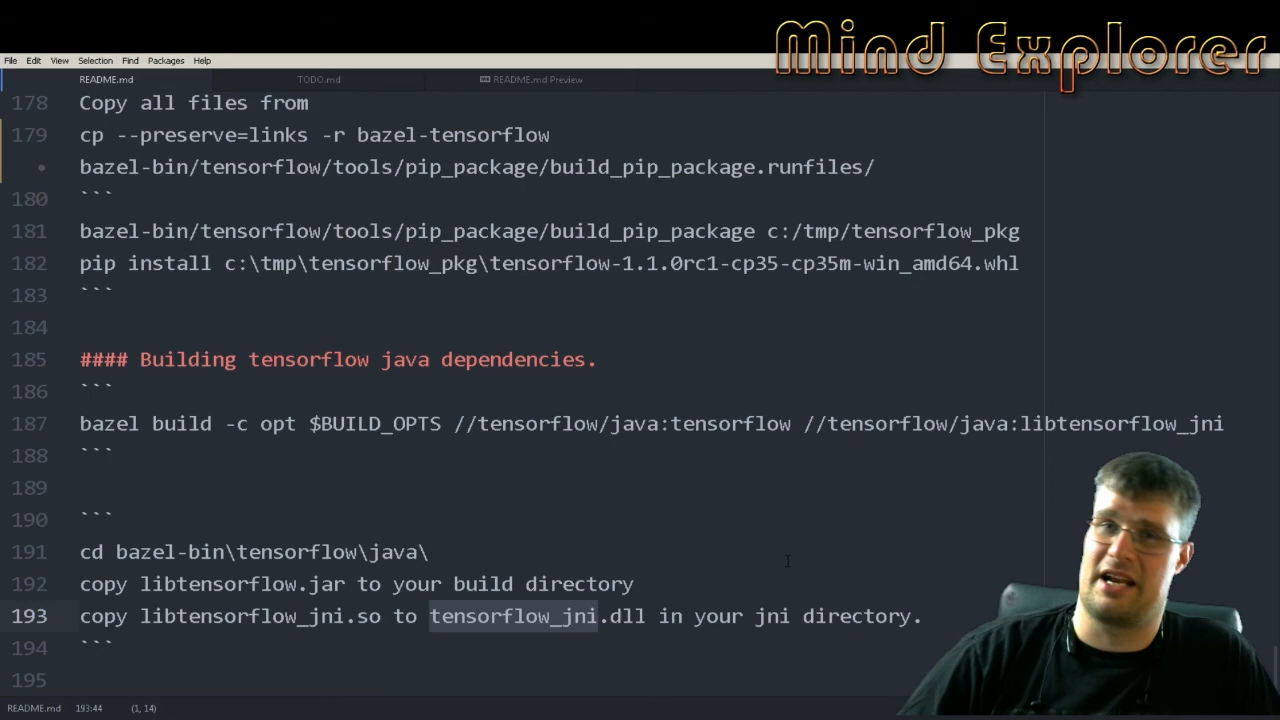 Mind Explorer
File Edit View Selection Find Packages Help
README.md TODO.md README.md Preview
178 Copy all files from
179 cp --preserve=links -r bazel-tensorflow
bazel-bin/tensorflow/tools/pip_package/build_pip_package.runfiles/
180 ```
181 bazel-bin/tensorflow/tools/pip_package/build_pip_package c:/tmp/tensorflow_pkg
182 pip install c:\tmp\tensorflow_pkg\tensorflow-1.1.0rc1-cp35-cp35m-win_amd64.whl
183 ```
184
185 #### Building tensorflow java dependencies.
186 ```
187 bazel build -c opt $BUILD_OPTS //tensorflow/java:tensorflow //tensorflow/java:libtensorflow_jni
188 ```
189
190 ```
191 cd bazel-bin\tensorflow\java\
192 copy libtensorflow.jar to your build directory
193 copy libtensorflow_jni.so to tensorflow_jni.dll in your jni directory.
194 ```
195
README.md 193:44 (1, 14)